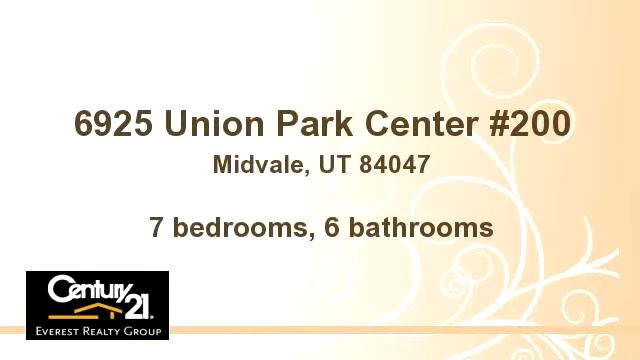 6925 Union Park Center #200
Midvale, UT 84047
7 bedrooms, 6 bathrooms
Century 21®
Everest Realty Group